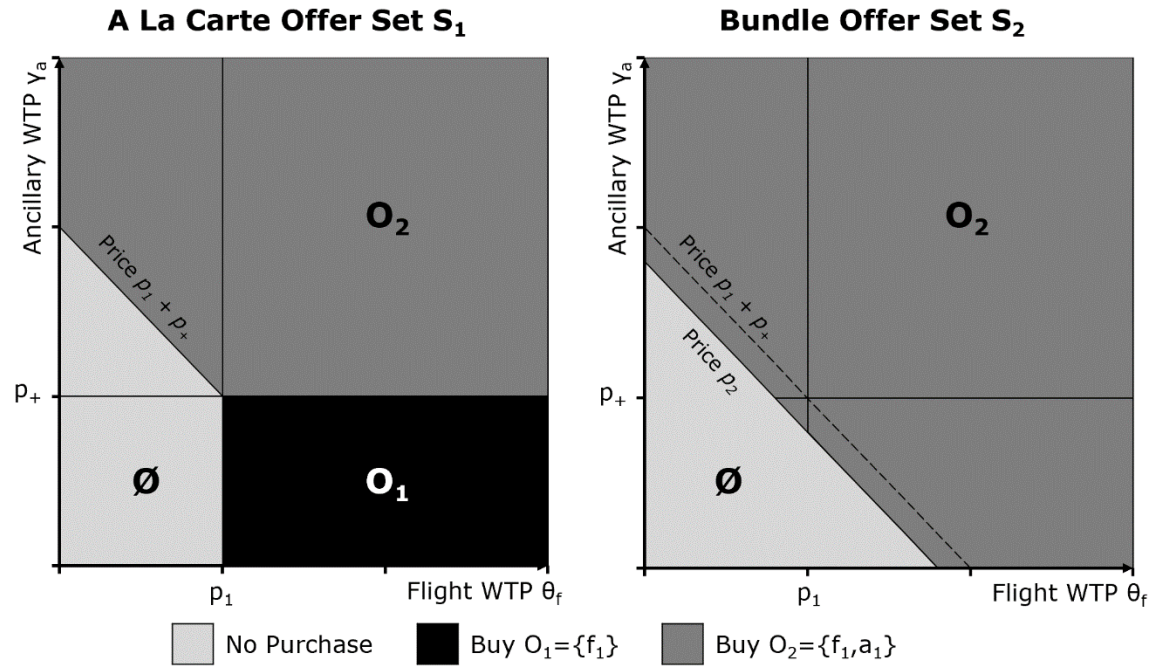 A La Carte Offer Set S₁
Ancillary WTP γₐ
Price p₁ + p₊
O₂
p₊
Ø
O₁
p₁
Flight WTP θf
Bundle Offer Set S₂
Ancillary WTP γₐ
Price p₁ + p₊
Price p₂
O₂
p₊
Ø
p₁
Flight WTP θf
No Purchase
Buy O₁={f₁}
Buy O₂={f₁,a₁}